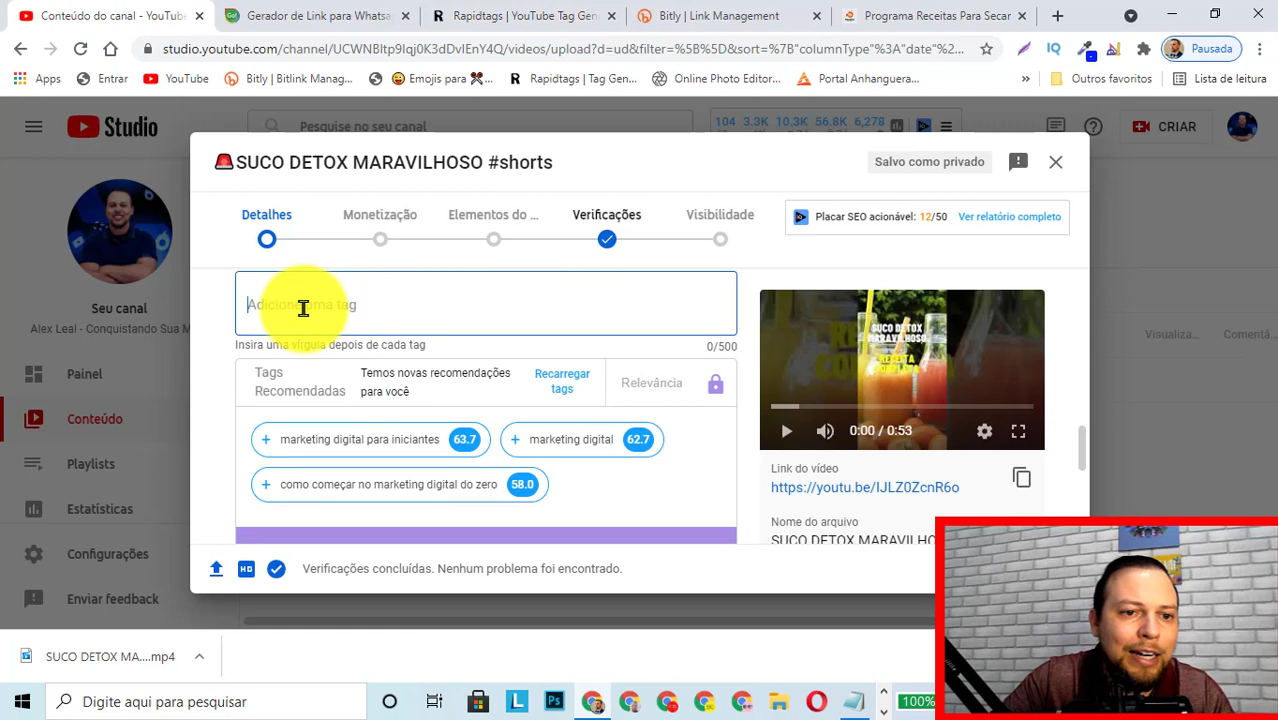 Conteúdo do canal - YouTube
Gerador de Link para Whatsa
Rapidtags | YouTube Tag Gen
Bitly | Link Management
Programa Receitas Para Secar
studio.youtube.com/channel/
/videos/upload?d=ud&filter=%5B%5D&sort=%7B"columnType"%3A"date"%2...
Pausada
Apps
Entrar
YouTube
Bitly | Bitlink Manag...
Emojis
Rapidtags | Tag Gen...
Online Photo Editor...
Portal Anhanguera...
Outros favoritos
Lista de leitura
Studio
Pesquise no seu canal
104 3.3K 10.3K 56.8K 6,278
CRIAR
SUCO DETOX MARAVILHOSO #shorts
Salvo como privado
Detalhes
Monetização
Elementos do ...
Verificações
Visibilidade
Placar SEO acionável: 12/50
Ver relatório completo
Adicione uma tag
Insira uma vírgula depois de cada tag
0/500
Tags Recomendadas
Temos novas recomendações para você
Recarregar tags
Relevância
+ marketing digital para iniciantes 63.7
+ marketing digital 62.7
+ como começar no marketing digital do zero 58.0
SUCO DETOX
MARAVILHOSO
RECEITA
COMPLETA
0:00 / 0:53
Link do vídeo
https://youtu.be/IJLZ0ZcnR6o
Nome do arquivo
SUCO DETOX MARAVILHO
Verificações concluídas. Nenhum problema foi encontrado.
Seu canal
Alex Leal - Conquistando Sua M
Painel
Conteúdo
Playlists
Estatísticas
Configurações
Enviar feedback
Visualiza...
Comentá...
SUCO DETOX MA....mp4
Digite aqui para pesquisar
100%